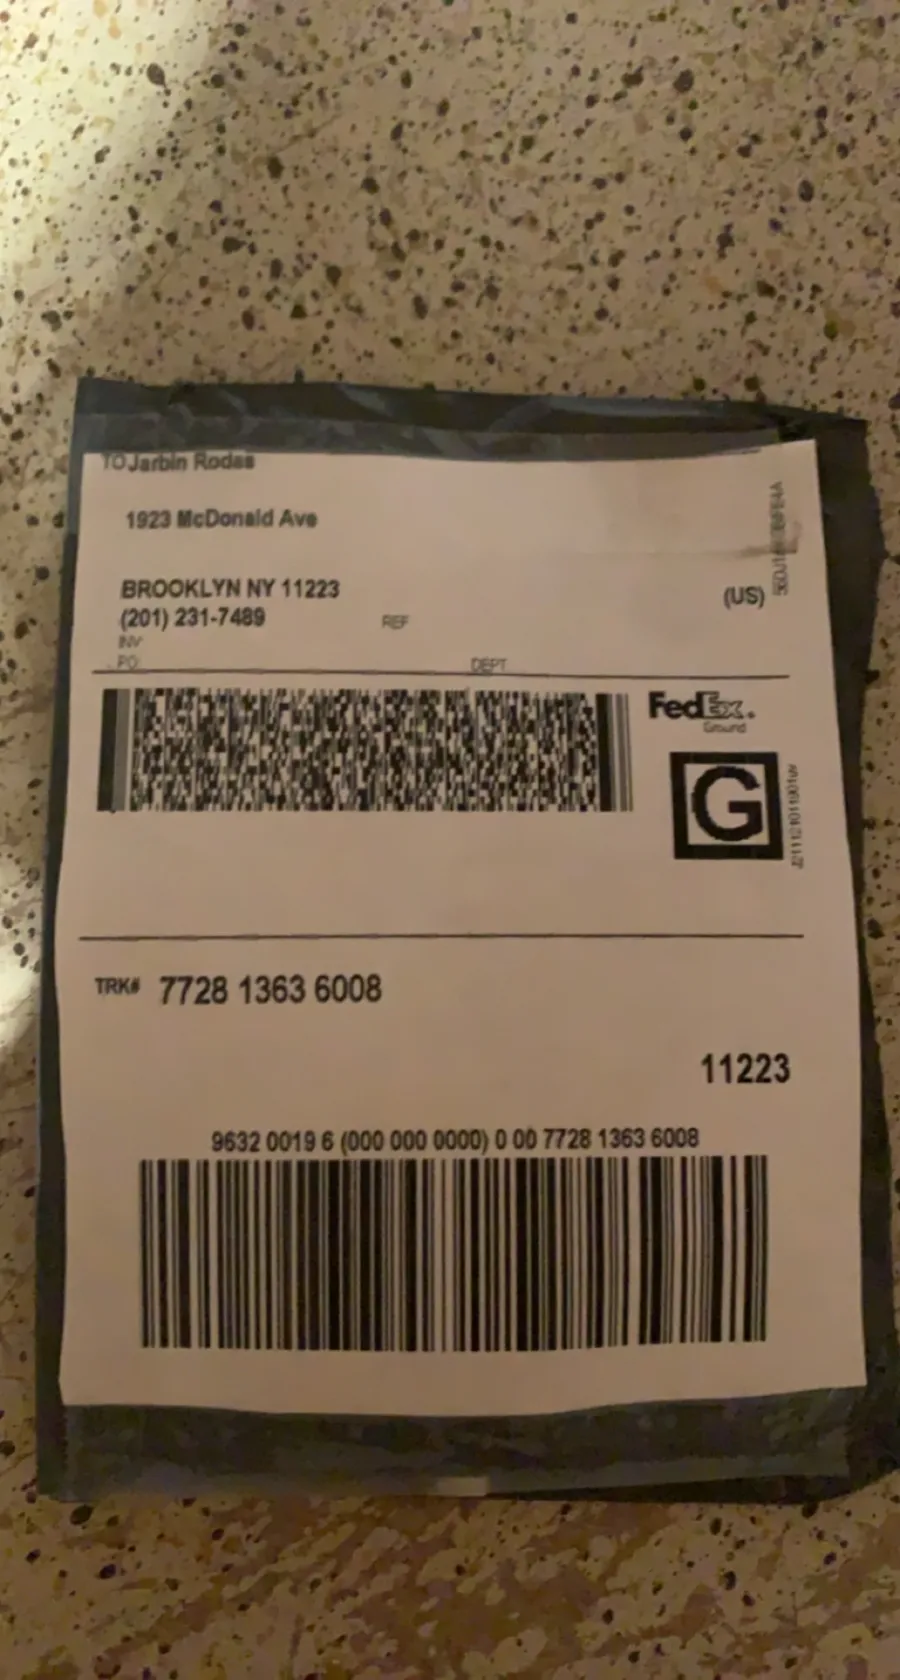 TO Jarbin Rodas
1923 McDonald Ave
BROOKLYN NY 11223
(US)
(201) 231-7489
REF
INV
PO
DEPT
FedEx.
Ground
G
TRK# 7728 1363 6008
11223
9632 0019 6 (000 000 0000) 0 00 7728 1363 6008